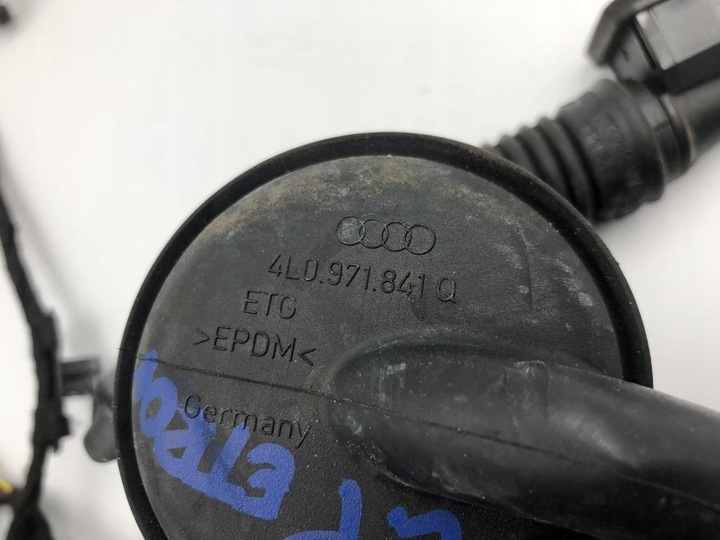 4L0.971.841 Q
ETG
>EPDM<
Germany